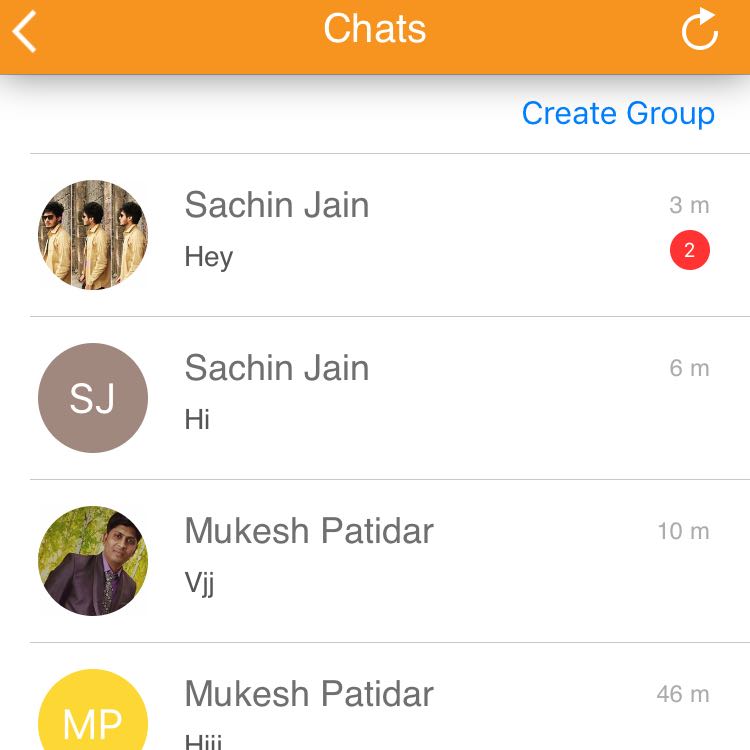 Chats
Create Group
Sachin Jain
3 m
Hey
2
SJ
Sachin Jain
6 m
Hi
Mukesh Patidar
10 m
Vjj
MP
Mukesh Patidar
46 m
Hiii